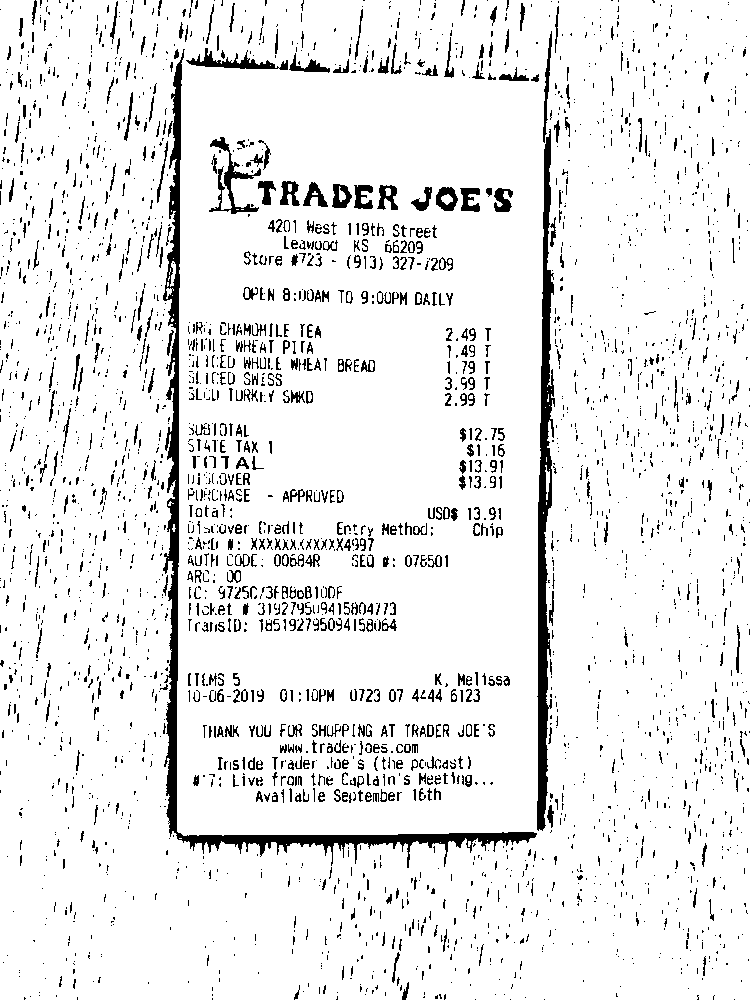 TRADER JOE'S
4201 West 119th Street
Leawood KS 66209
Store #723 - (913) 327-7209
OPEN 8:00AM TO 9:00PM DAILY
ORG CHAMOMILE TEA 2.49 T
WHOLE WHEAT PITA 1.49 T
SLICED WHOLE WHEAT BREAD 1.79 T
SLICED SWISS 3.99 T
SLCD TURKEY SMKD 2.99 T
SUBTOTAL $12.75
STATE TAX 1 $1.16
TOTAL $13.91
DISCOVER $13.91
PURCHASE - APPROVED
Total: USD$ 13.91
Discover Credit Entry Method: Chip
CARD #: XXXXXXXXXXXX4997
AUTH CODE: 00684R SEQ #: 078501
ARC: 00
TC:
Ticket # 319279509415804773
TransID: 185192795094158064
ITEMS 5 K, Melissa
10-06-2019 01:10PM 0723 07 4444 6123
THANK YOU FOR SHOPPING AT TRADER JOE'S
www.traderjoes.com
Inside Trader Joe's (the podcast)
Live from the Captain's Meeting...
Available September 16th